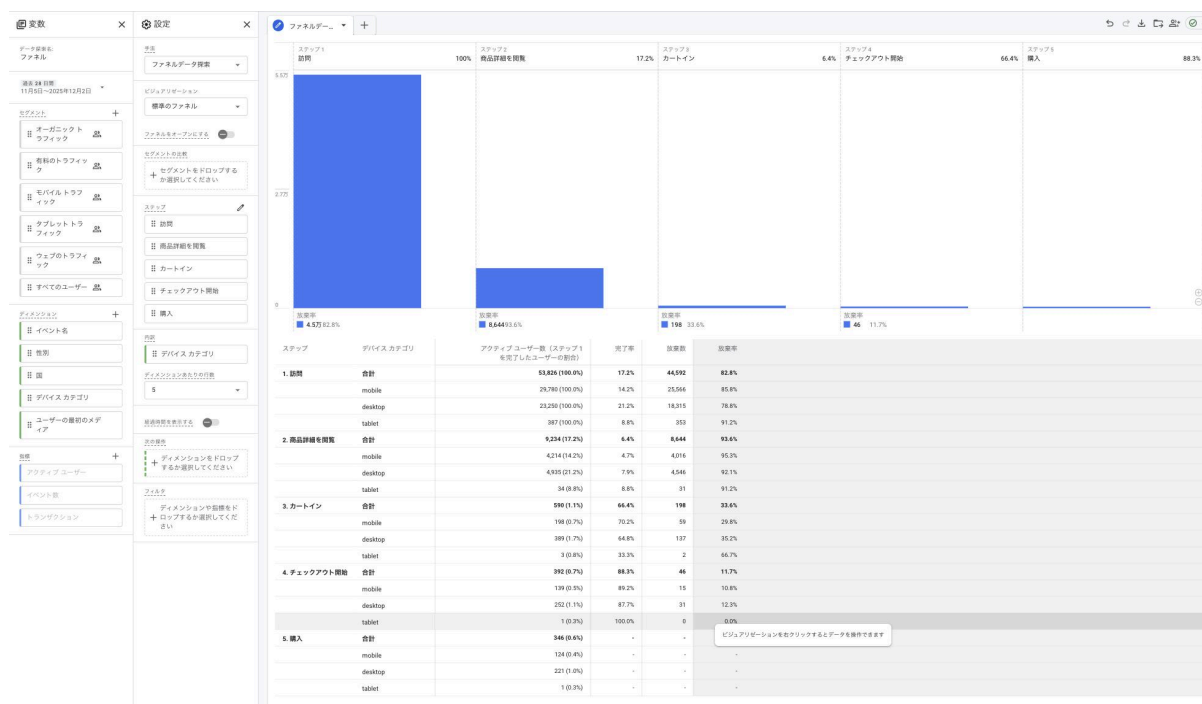 変数
データ探索名:
ファネル
過去 28 日間
11月5日～2025年12月2日
セグメント
オーガニック ト
ラフィック
有料のトラフィッ
ク
モバイル トラフ
ィック
タブレット トラ
フィック
ウェブのトラフィ
ック
すべてのユーザー
ディメンション
イベント名
性別
国
デバイス カテゴリ
ユーザーの最初のメデ
ィア
指標
アクティブ ユーザー
イベント数
トランザクション
設定
手法
ファネルデータ探索
ビジュアリゼーション
標準のファネル
ファネルをオープンにする
セグメントの比較
セグメントをドロップする
か選択してください
ステップ
訪問
商品詳細を閲覧
カートイン
チェックアウト開始
購入
内訳
デバイス カテゴリ
ディメンションあたりの行数
5
経過時間を表示する
次の操作
ディメンションをドロップ
するか選択してください
フィルタ
ディメンションや指標をド
ロップするか選択してくだ
さい
ファネルデー...
ステップ 1 ステップ 2 ステップ 3 ステップ 4 ステップ 5
訪問 100% 商品詳細を閲覧 17.2% カートイン 6.4% チェックアウト開始 66.4% 購入 88.3%
5.5万
2.7万
0
放棄率 放棄率 放棄率 放棄率
4.5万 82.8% 8,644 93.6% 198 33.6% 46 11.7%
ステップ デバイス カテゴリ アクティブ ユーザー数（ステップ 1 完了率 放棄数 放棄率
を完了したユーザーの割合）
1. 訪問 合計 53,826 (100.0%) 17.2% 44,592 82.8%
mobile 29,780 (100.0%) 14.2% 25,566 85.8%
desktop 23,250 (100.0%) 21.2% 18,315 78.8%
tablet 387 (100.0%) 8.8% 353 91.2%
2. 商品詳細を閲覧 合計 9,234 (17.2%) 6.4% 8,644 93.6%
mobile 4,214 (14.2%) 4.7% 4,016 95.3%
desktop 4,935 (21.2%) 7.9% 4,546 92.1%
tablet 34 (8.8%) 8.8% 31 91.2%
3. カートイン 合計 590 (1.1%) 66.4% 198 33.6%
mobile 198 (0.7%) 70.2% 59 29.8%
desktop 389 (1.7%) 64.8% 137 35.2%
tablet 3 (0.8%) 33.3% 2 66.7%
4. チェックアウト開始 合計 392 (0.7%) 88.3% 46 11.7%
mobile 139 (0.5%) 89.2% 15 10.8%
desktop 252 (1.1%) 87.7% 31 12.3%
tablet 1 (0.3%) 100.0% 0 0.0%
ビジュアリゼーションを右クリックするとデータを操作できます
5. 購入 合計 346 (0.6%) - - -
mobile 124 (0.4%) - - -
desktop 221 (1.0%) - - -
tablet 1 (0.3%) - - -